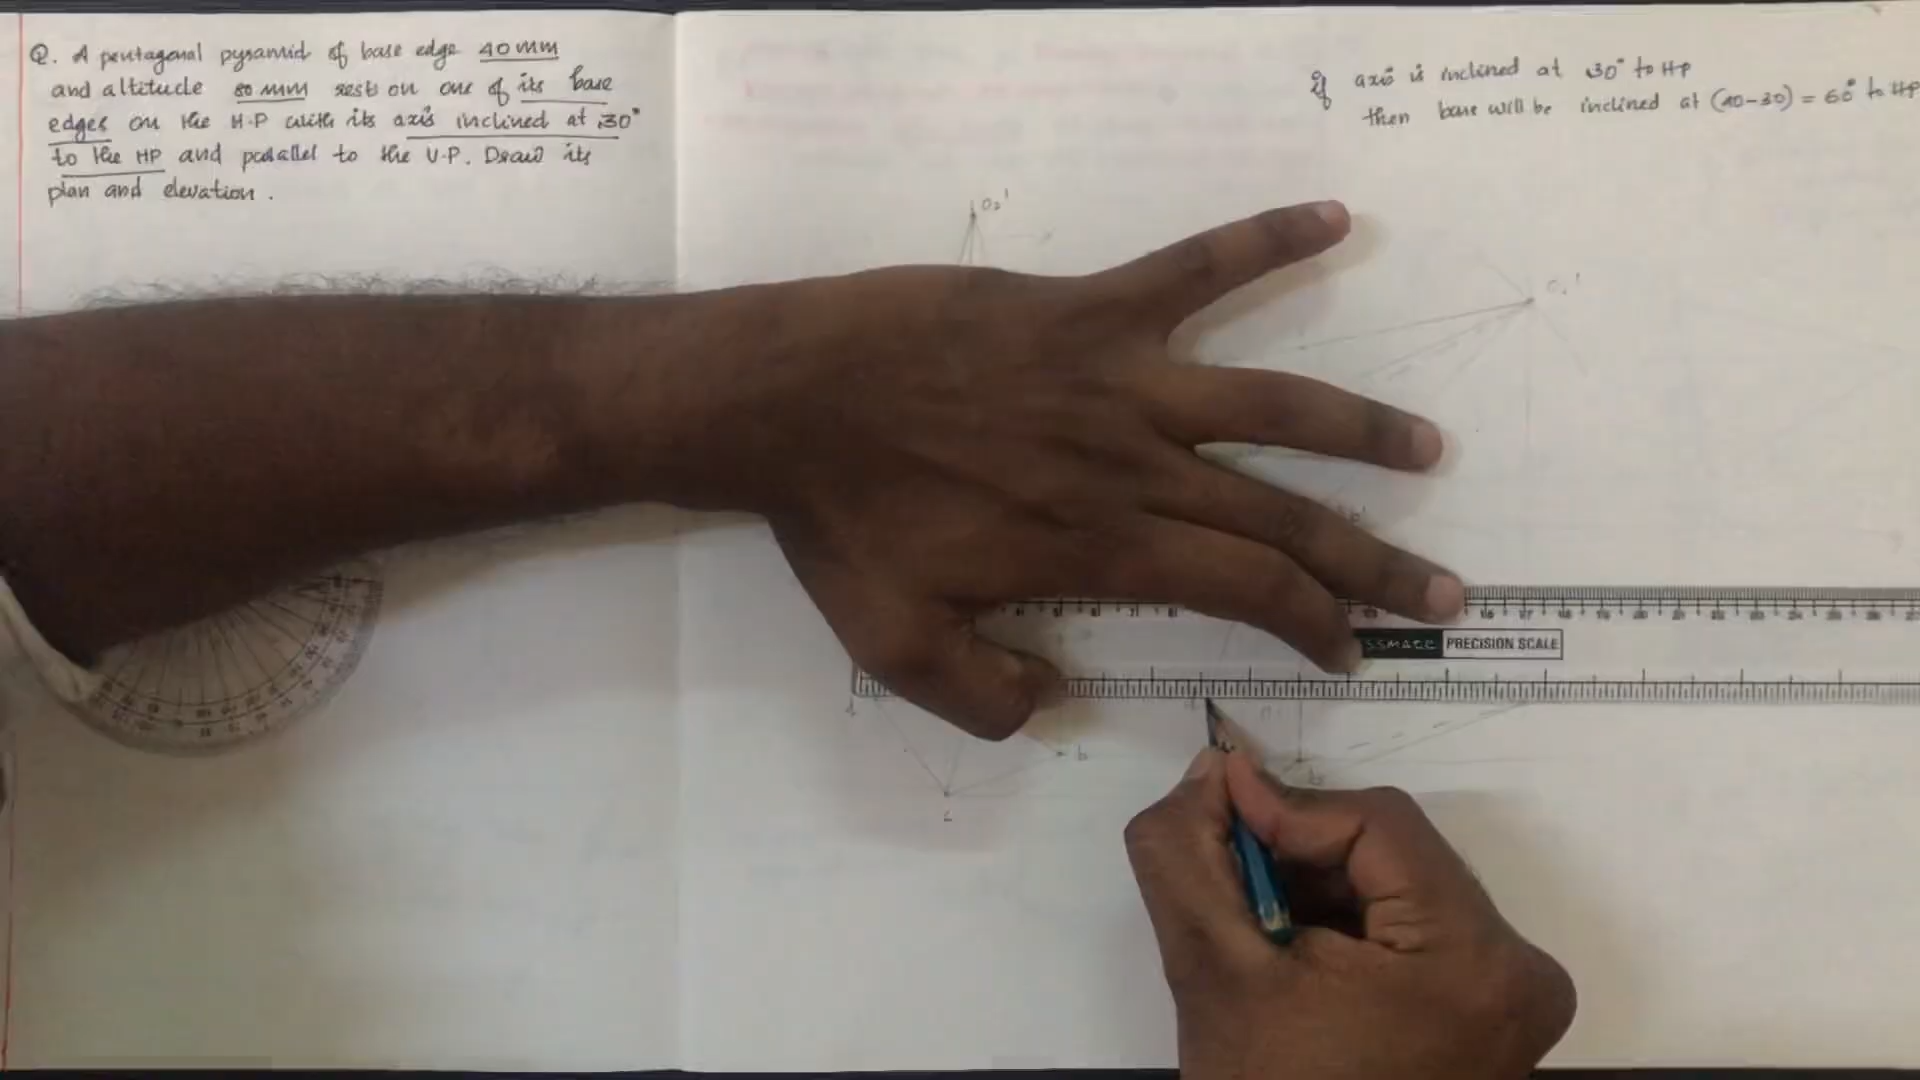 Q. A pentagonal pyramid of base edge 40 mm
and altitude 80 mm rests on one of its base
edges on the H.P with its axis inclined at 30°
to the HP and parallel to the V.P. Draw its
plan and elevation.
if axis is inclined at 30° to HP
then base will be inclined at (90-30) = 60° to HP
O₂'
O₁'
b'
PRECISION SCALE
d
b
c